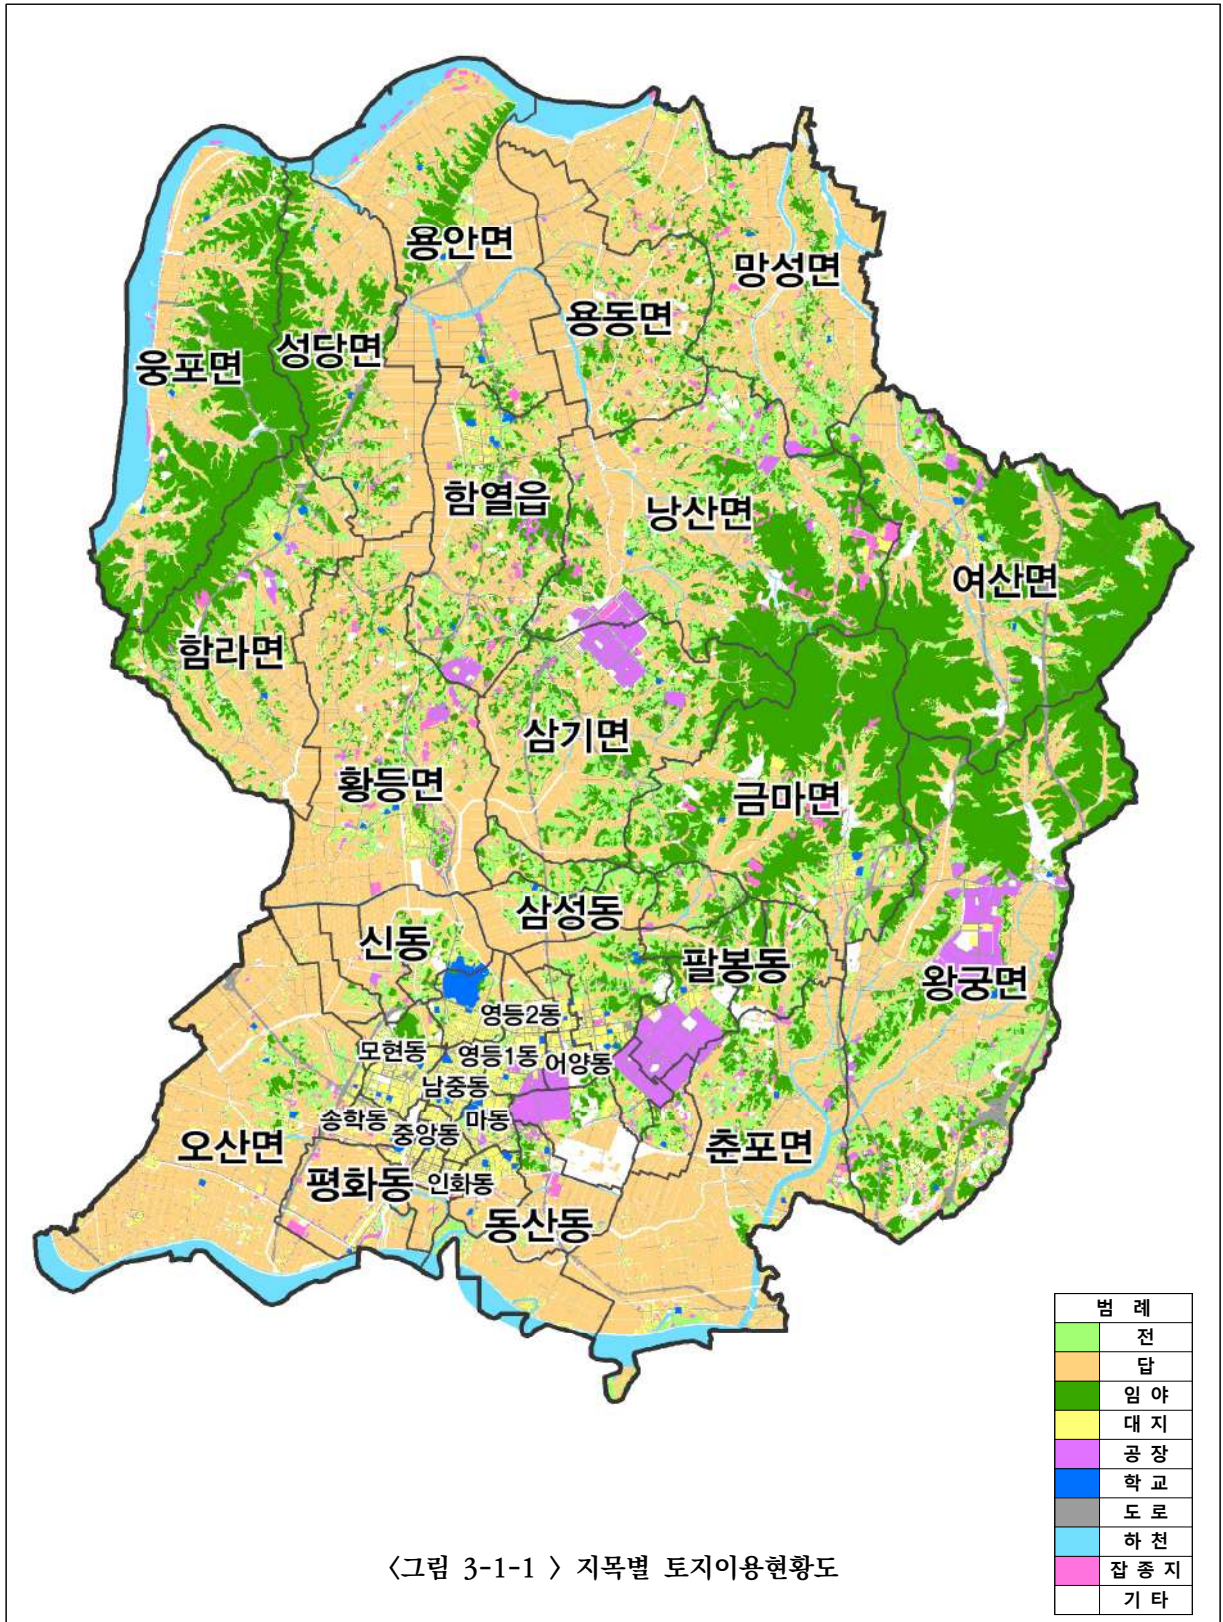 용안면
망성면
용동면
성당면
웅포면
함열읍
낭산면
여산면
함라면
삼기면
황등면
금마면
삼성동
신동
팔봉동
왕궁면
영등2동
모현동
영등1동
어양동
남중동
송학동
중앙동
마동
오산면
춘포면
평화동
인화동
동산동
범 례
전
답
임 야
대 지
공 장
학 교
도 로
하 천
잡 종 지
기 타
〈그림 3-1-1 〉 지목별 토지이용현황도